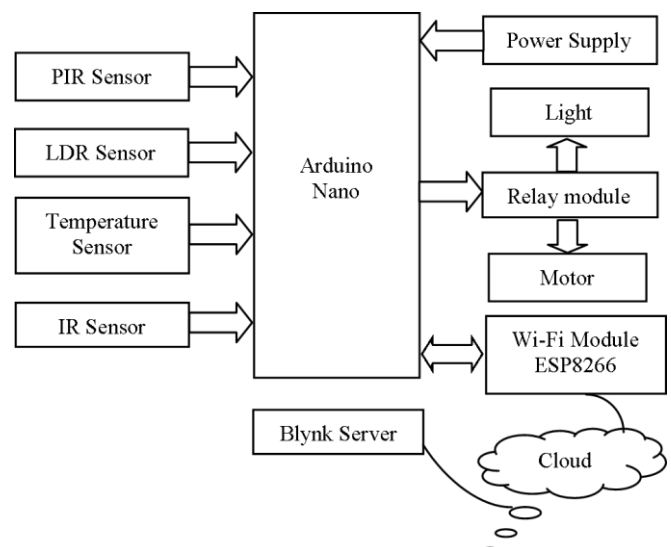 PIR Sensor
LDR Sensor
Temperature
Sensor
IR Sensor
Arduino
Nano
Power Supply
Light
Relay module
Motor
Wi-Fi Module
ESP8266
Blynk Server
Cloud